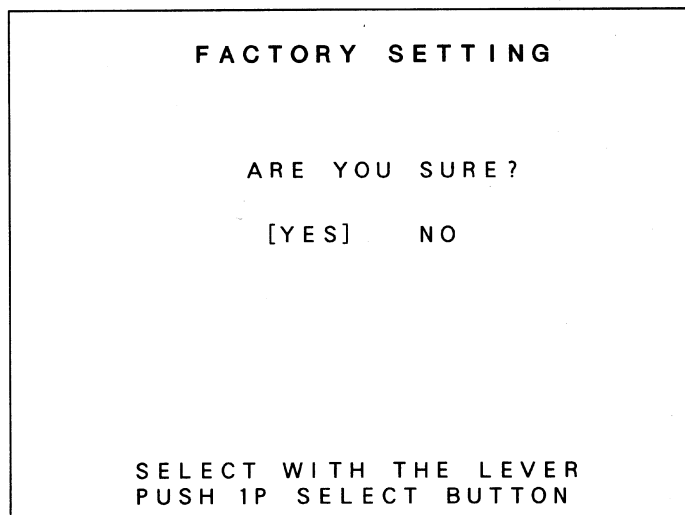 FACTORY SETTING
ARE YOU SURE?
[YES] NO
SELECT WITH THE LEVER
PUSH 1P SELECT BUTTON